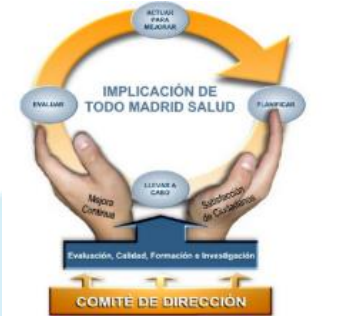 ACTUAR
PARA
MEJORAR
IMPLICACIÓN DE
TODO MADRID SALUD
EVALUAR
PLANIFICAR
LLEVAR A
CABO
Mejora
Continua
Satisfacción
de Ciudadanos
Evaluación, Calidad, Formación e Investigación
COMITÉ DE DIRECCIÓN